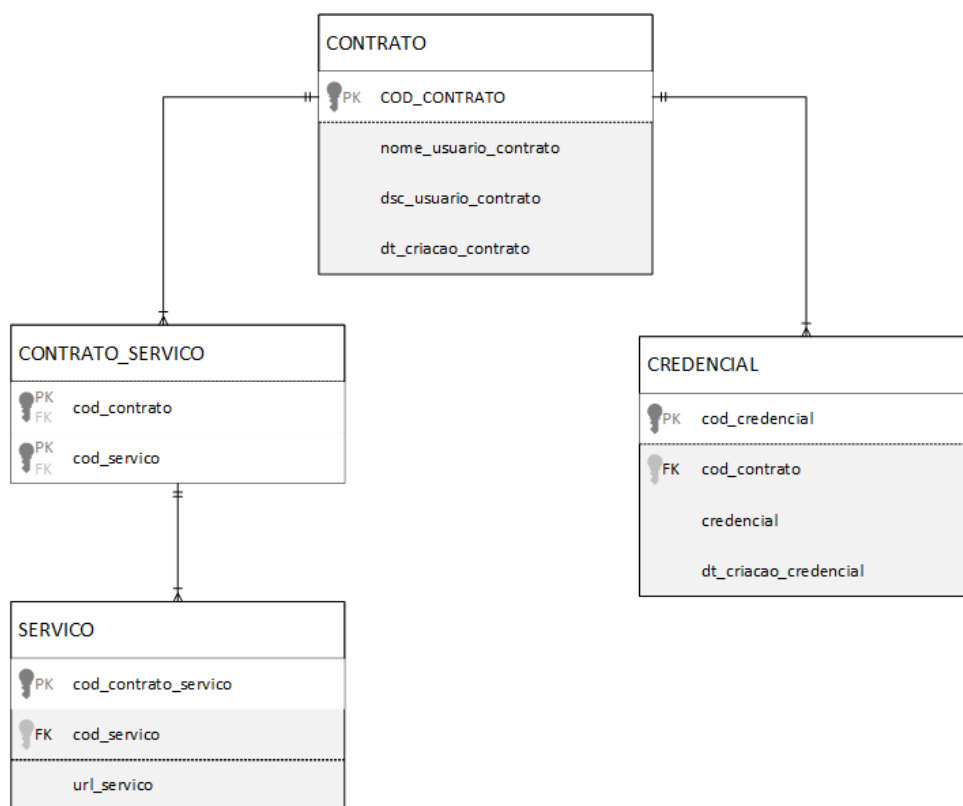 CONTRATO
PK COD_CONTRATO
nome_usuario_contrato
dsc_usuario_contrato
dt_criacao_contrato
CONTRATO_SERVICO
PK
FK cod_contrato
PK
FK cod_servico
CREDENCIAL
PK cod_credencial
FK cod_contrato
credencial
dt_criacao_credencial
SERVICO
PK cod_contrato_servico
FK cod_servico
url_servico